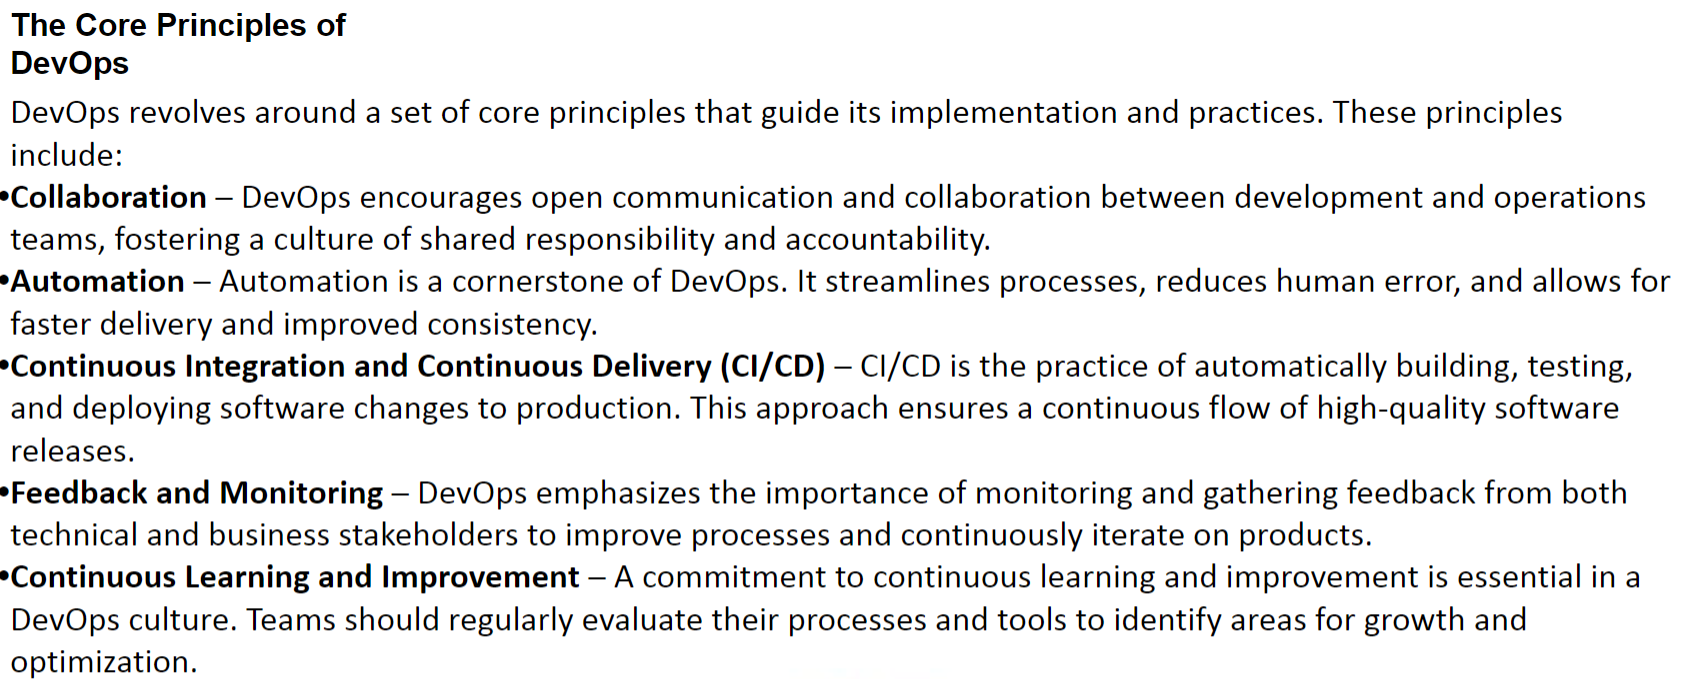 The Core Principles of
DevOps
DevOps revolves around a set of core principles that guide its implementation and practices. These principles
include:
•Collaboration – DevOps encourages open communication and collaboration between development and operations
teams, fostering a culture of shared responsibility and accountability.
•Automation – Automation is a cornerstone of DevOps. It streamlines processes, reduces human error, and allows for
faster delivery and improved consistency.
•Continuous Integration and Continuous Delivery (CI/CD) – CI/CD is the practice of automatically building, testing,
and deploying software changes to production. This approach ensures a continuous flow of high-quality software
releases.
•Feedback and Monitoring – DevOps emphasizes the importance of monitoring and gathering feedback from both
technical and business stakeholders to improve processes and continuously iterate on products.
•Continuous Learning and Improvement – A commitment to continuous learning and improvement is essential in a
DevOps culture. Teams should regularly evaluate their processes and tools to identify areas for growth and
optimization.